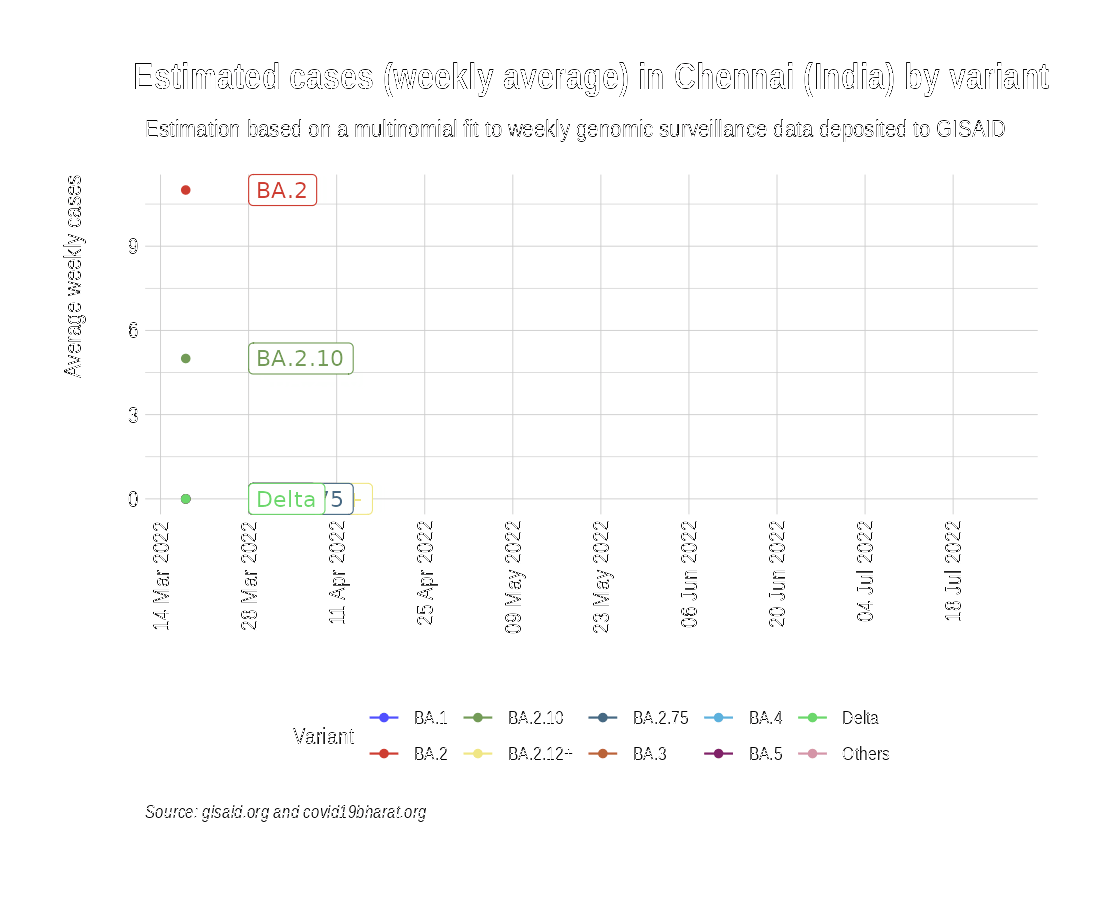 Estimated cases (weekly average) in Chennai (India) by variant
Estimation based on a multinomial fit to weekly genomic surveillance data deposited to GISAID
Average weekly cases
BA.2
9
6
BA.2.10
3
0
Delta
75
14 Mar 2022
28 Mar 2022
11 Apr 2022
25 Apr 2022
09 May 2022
23 May 2022
06 Jun 2022
20 Jun 2022
04 Jul 2022
18 Jul 2022
Variant
BA.1 BA.2.10 BA.2.75 BA.4 Delta
BA.2 BA.2.12+ BA.3 BA.5 Others
Source: gisaid.org and covid19bharat.org